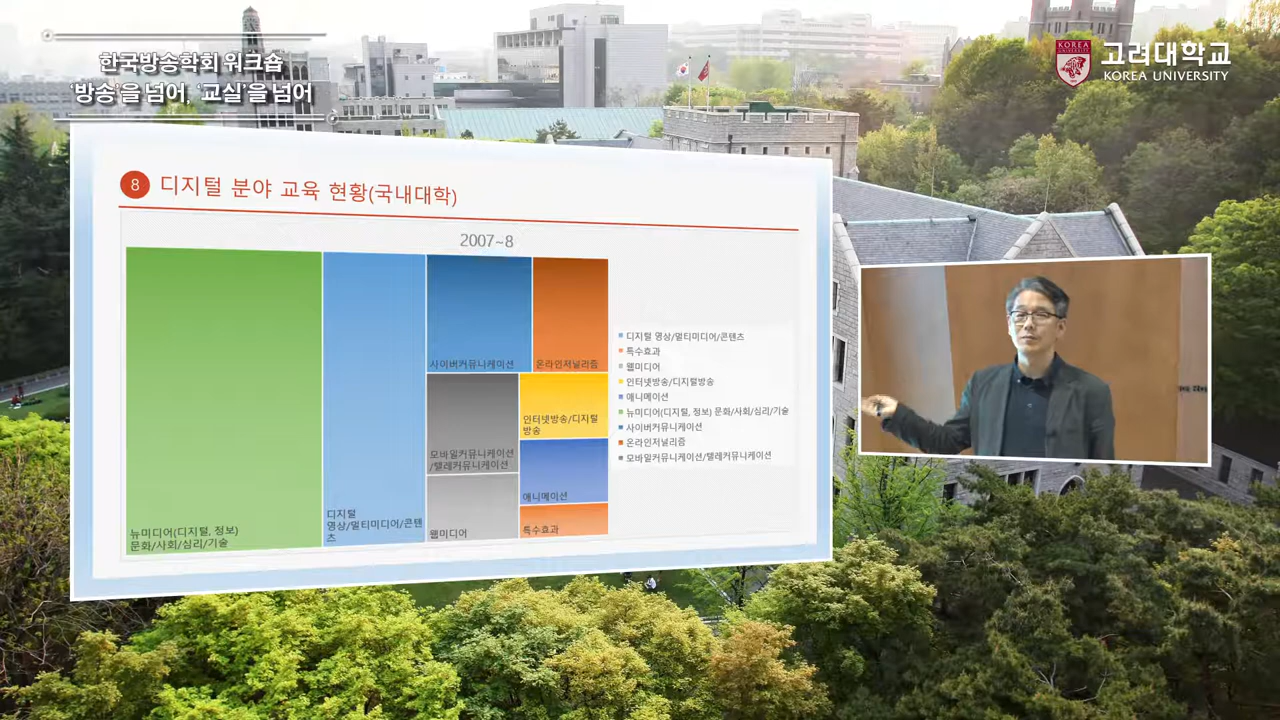 한국방송학회 워크숍
'방송'을 넘어, '교실'을 넘어
KOREA
UNIVERSITY
고려대학교
KOREA UNIVERSITY
8 디지털 분야 교육 현황(국내대학)
2007~8
뉴미디어(디지털, 정보)
문화/사회/심리/기술
디지털
영상/멀티미디어/콘텐
츠
사이버커뮤니케이션
온라인저널리즘
모바일커뮤니케이션
/텔레커뮤니케이션
인터넷방송/디지털
방송
애니메이션
웹미디어
특수효과
디지털 영상/멀티미디어/콘텐츠
특수효과
웹미디어
인터넷방송/디지털방송
애니메이션
뉴미디어(디지털, 정보) 문화/사회/심리/기술
사이버커뮤니케이션
온라인저널리즘
모바일커뮤니케이션/텔레커뮤니케이션